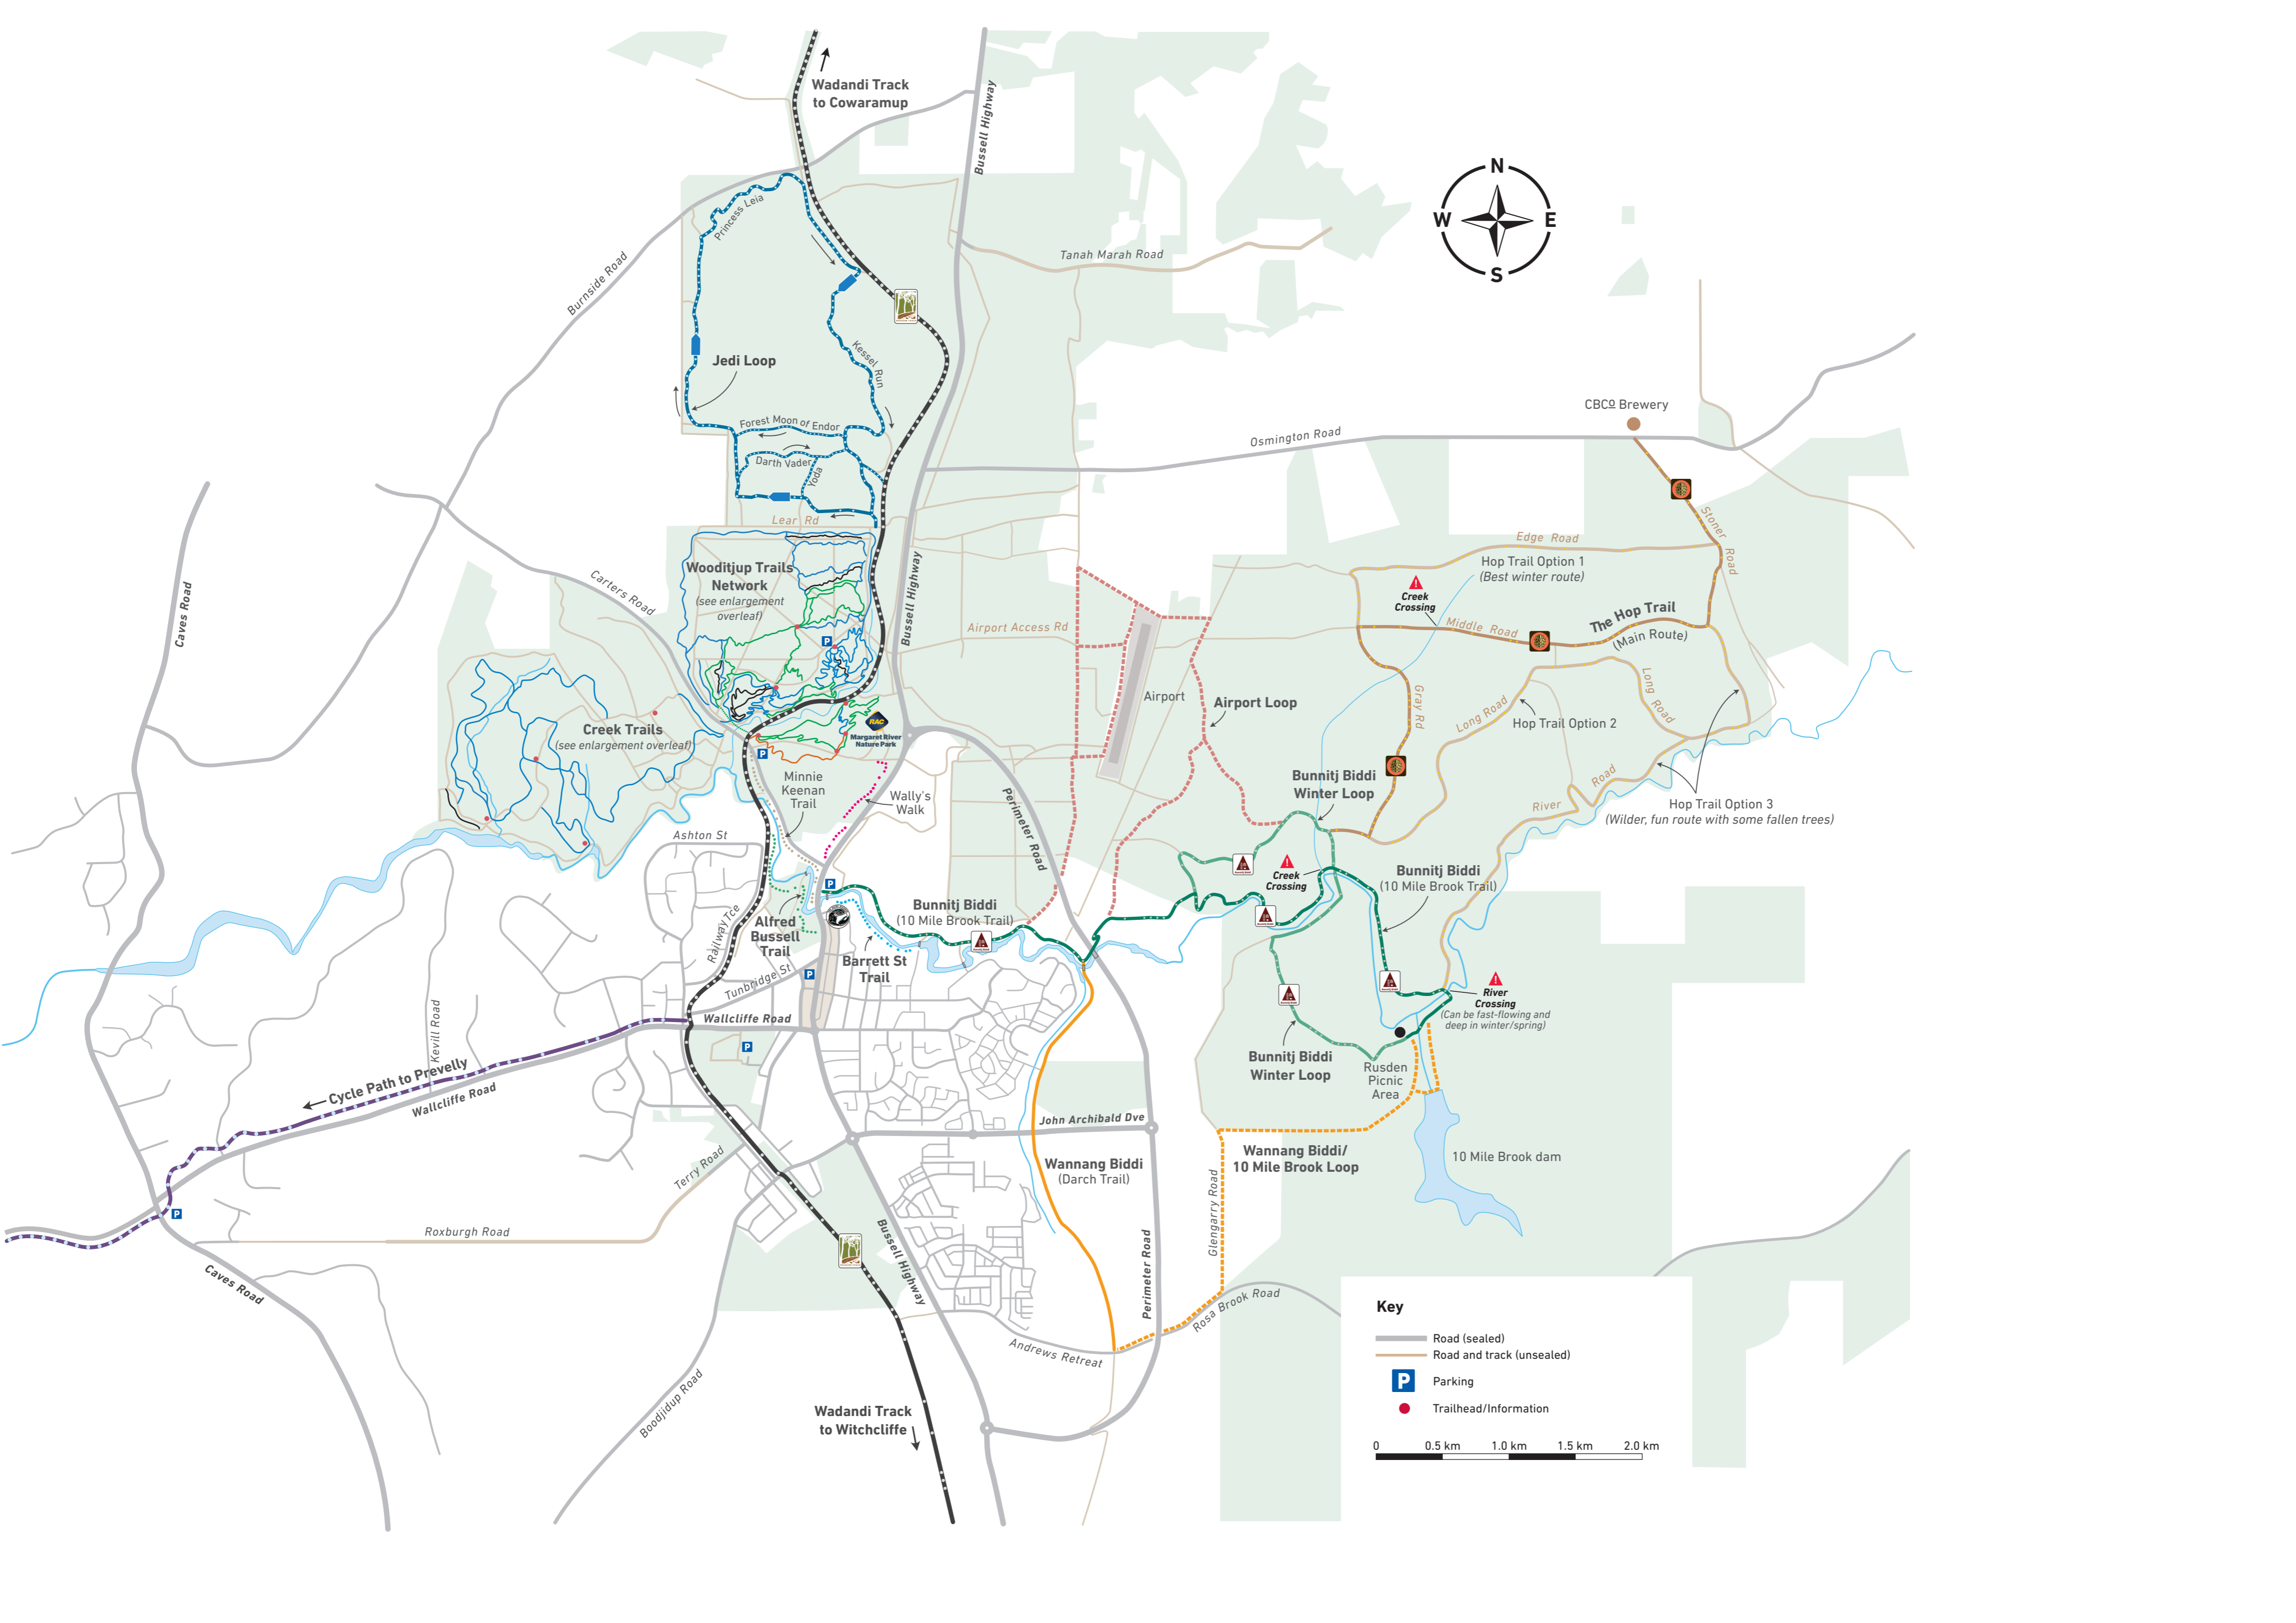 Wadandi Track
to Cowaramup
Bussell Highway
N
W
E
S
Princess Leia
Burnside Road
Tanah Marah Road
Jedi Loop
Kessel Run
Forest Moon of Endor
Darth Vader
Yoda
Lear Rd
CBCo Brewery
Osmington Road
Stoner Road
Edge Road
Hop Trail Option 1
(Best winter route)
!
Creek
Crossing
Middle Road
The Hop Trail
(Main Route)
Wooditjup Trails
Network
(see enlargement
overleaf)
P
Carters Road
Caves Road
Bussell Highway
Airport Access Rd
Airport
Airport Loop
Gray Rd
Long Road
Long Road
Hop Trail Option 2
Creek Trails
(see enlargement overleaf)
RAC
Margaret River
Nature Park
P
Minnie
Keenan
Trail
Wally's
Walk
Perimeter Road
Bunnitj Biddi
Winter Loop
River Road
Hop Trail Option 3
(Wilder, fun route with some fallen trees)
Ashton St
!
Creek
Crossing
Bunnitj Biddi
(10 Mile Brook Trail)
P
Bunnitj Biddi
(10 Mile Brook Trail)
Railway Tce
Alfred
Bussell
Trail
Barrett St
Trail
Tunbridge St
P
Wallcliffe Road
P
Kevill Road
Cycle Path to Prevelly
Wallcliffe Road
!
River
Crossing
(Can be fast-flowing and
deep in winter/spring)
Bunnitj Biddi
Winter Loop
Rusden
Picnic
Area
John Archibald Dve
Wannang Biddi
(Darch Trail)
Wannang Biddi/
10 Mile Brook Loop
10 Mile Brook dam
Terry Road
Glengarry Road
P
Roxburgh Road
Caves Road
Bussell Highway
Perimeter Road
Rosa Brook Road
Andrews Retreat
Boodjidup Road
Wadandi Track
to Witchcliffe
Key
Road (sealed)
Road and track (unsealed)
P
Parking
Trailhead/Information
0
0.5 km
1.0 km
1.5 km
2.0 km